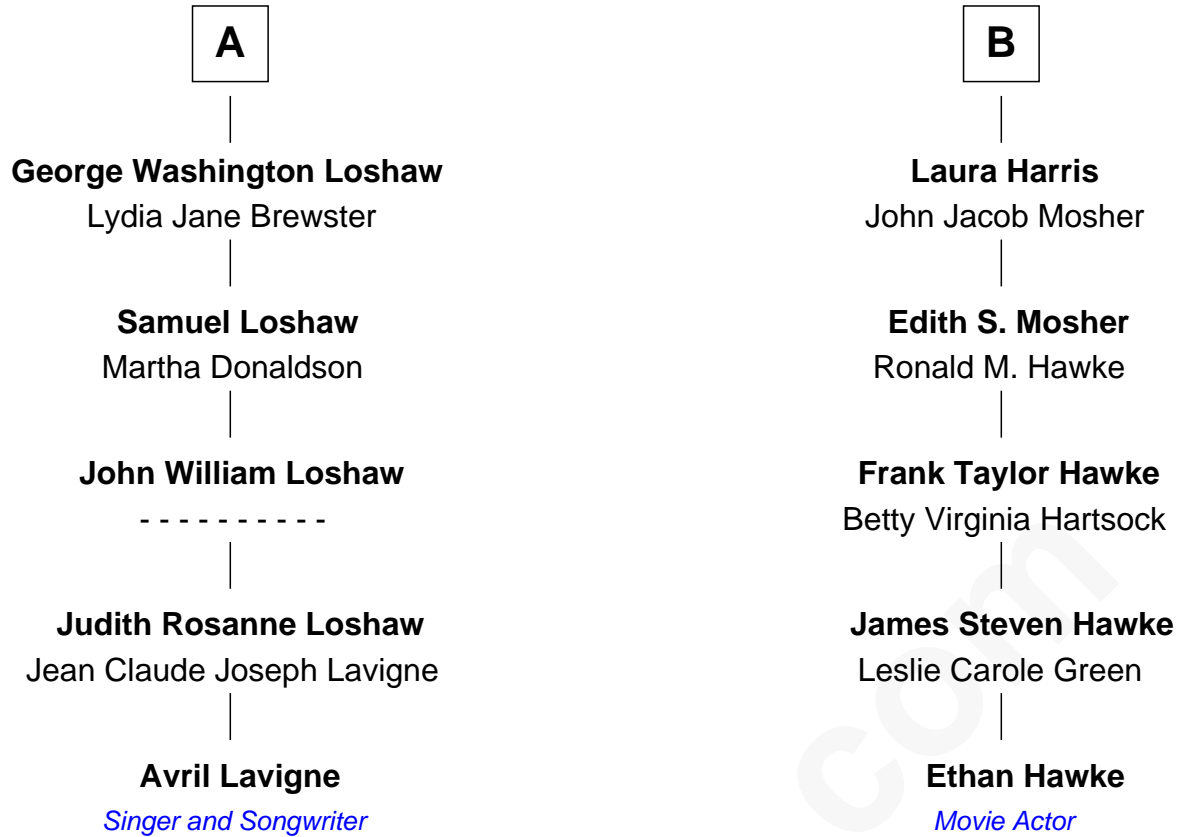 A
George Washington Loshaw
Lydia Jane Brewster
Samuel Loshaw
Martha Donaldson
John William Loshaw
- - - - - - - - - -
Judith Rosanne Loshaw
Jean Claude Joseph Lavigne
Avril Lavigne
Singer and Songwriter
B
Laura Harris
John Jacob Mosher
Edith S. Mosher
Ronald M. Hawke
Frank Taylor Hawke
Betty Virginia Hartsock
James Steven Hawke
Leslie Carole Green
Ethan Hawke
Movie Actor
com